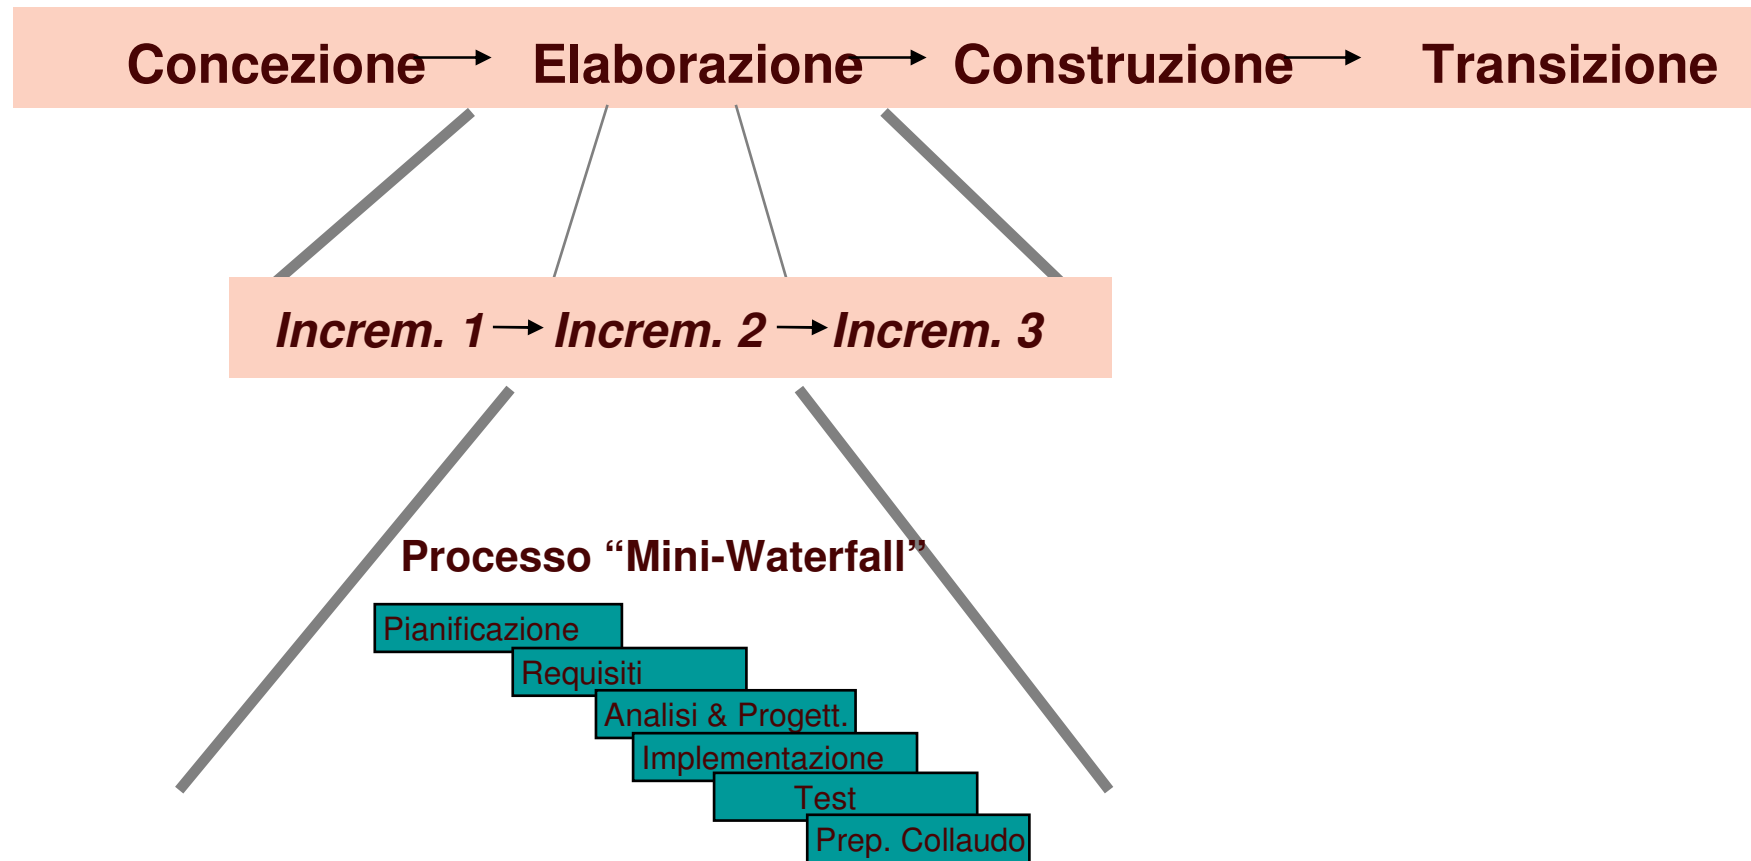 Concezione Elaborazione Construzione Transizione
Increm. 1 Increm. 2 Increm. 3
Processo “Mini-Waterfall”
Pianificazione
Requisiti
Analisi & Progett.
Implementazione
Test
Prep. Collaudo